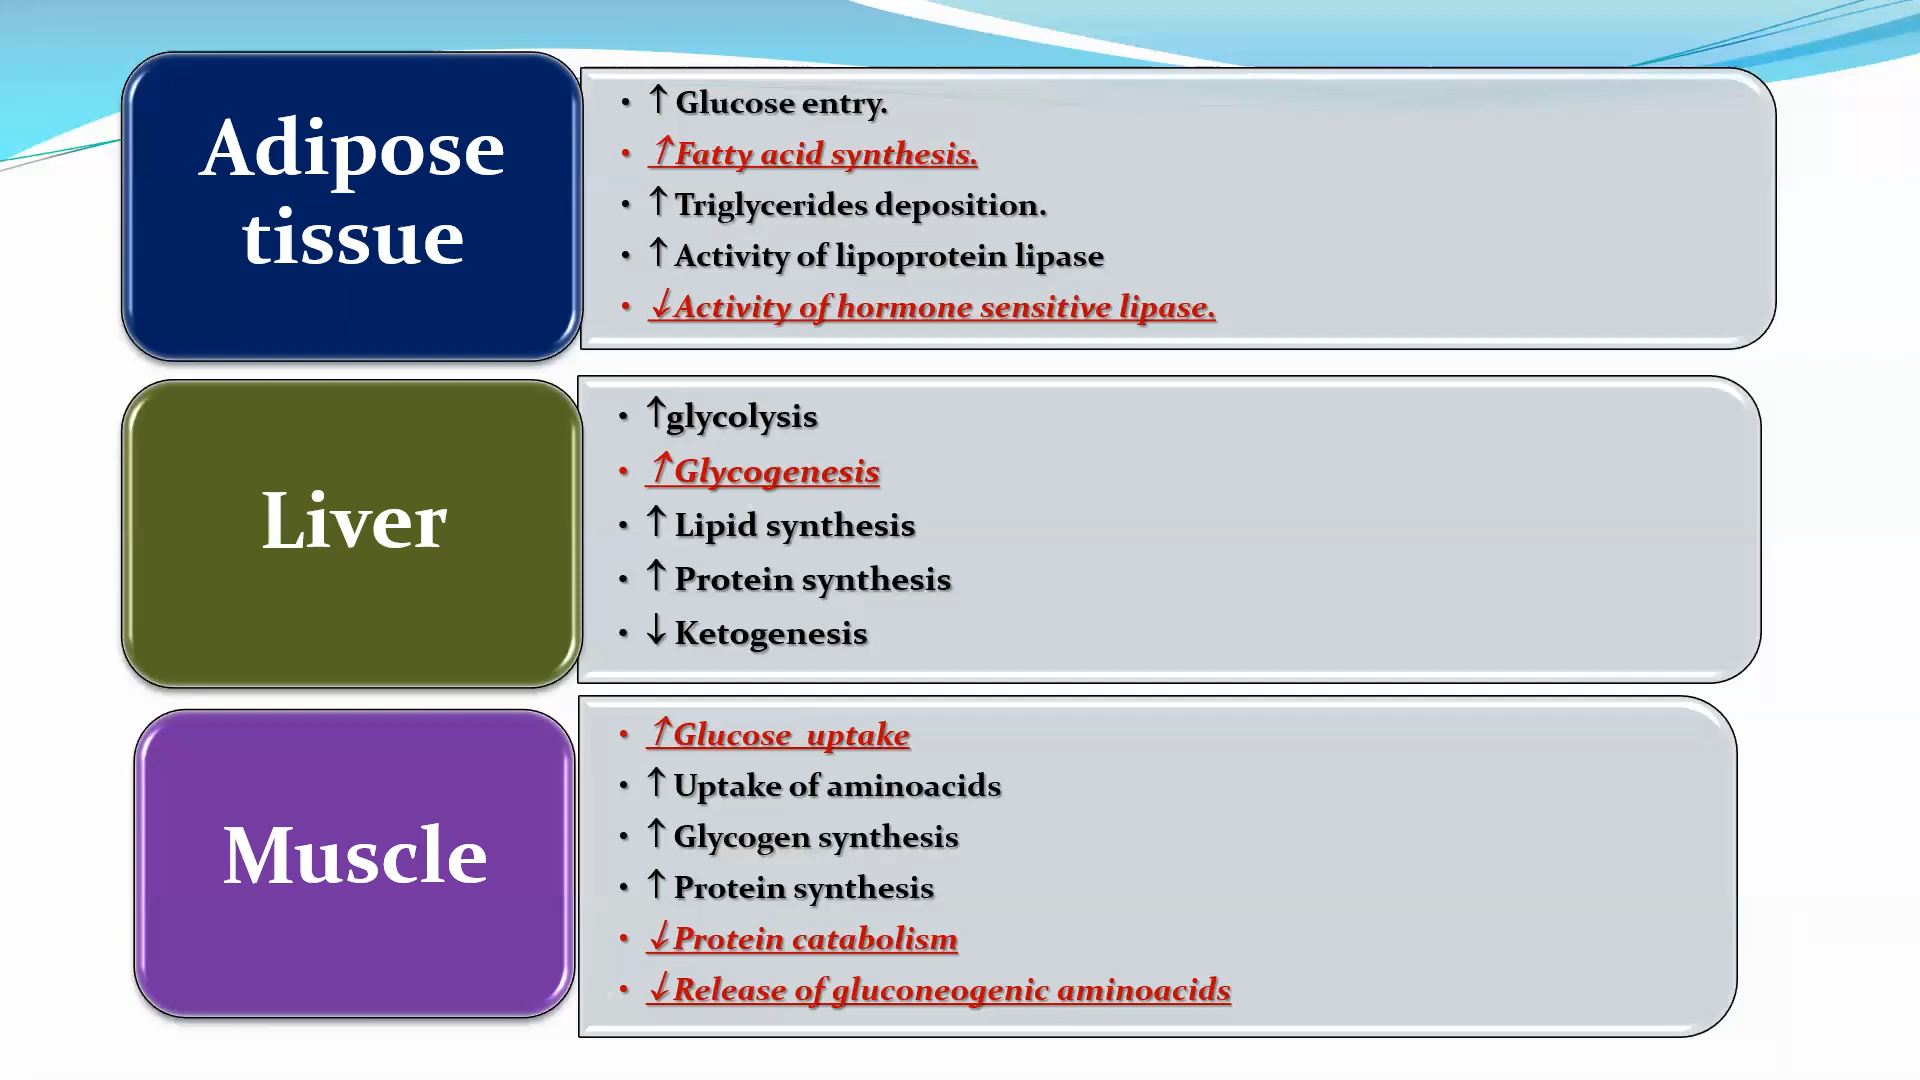 Adipose
tissue
• ↑ Glucose entry.
• ↑Fatty acid synthesis.
• ↑ Triglycerides deposition.
• ↑ Activity of lipoprotein lipase
• ↓Activity of hormone sensitive lipase.
Liver
• ↑glycolysis
• ↑Glycogenesis
• ↑ Lipid synthesis
• ↑ Protein synthesis
• ↓ Ketogenesis
Muscle
• ↑Glucose  uptake
• ↑ Uptake of aminoacids
• ↑ Glycogen synthesis
• ↑ Protein synthesis
• ↓Protein catabolism
• ↓Release of gluconeogenic aminoacids